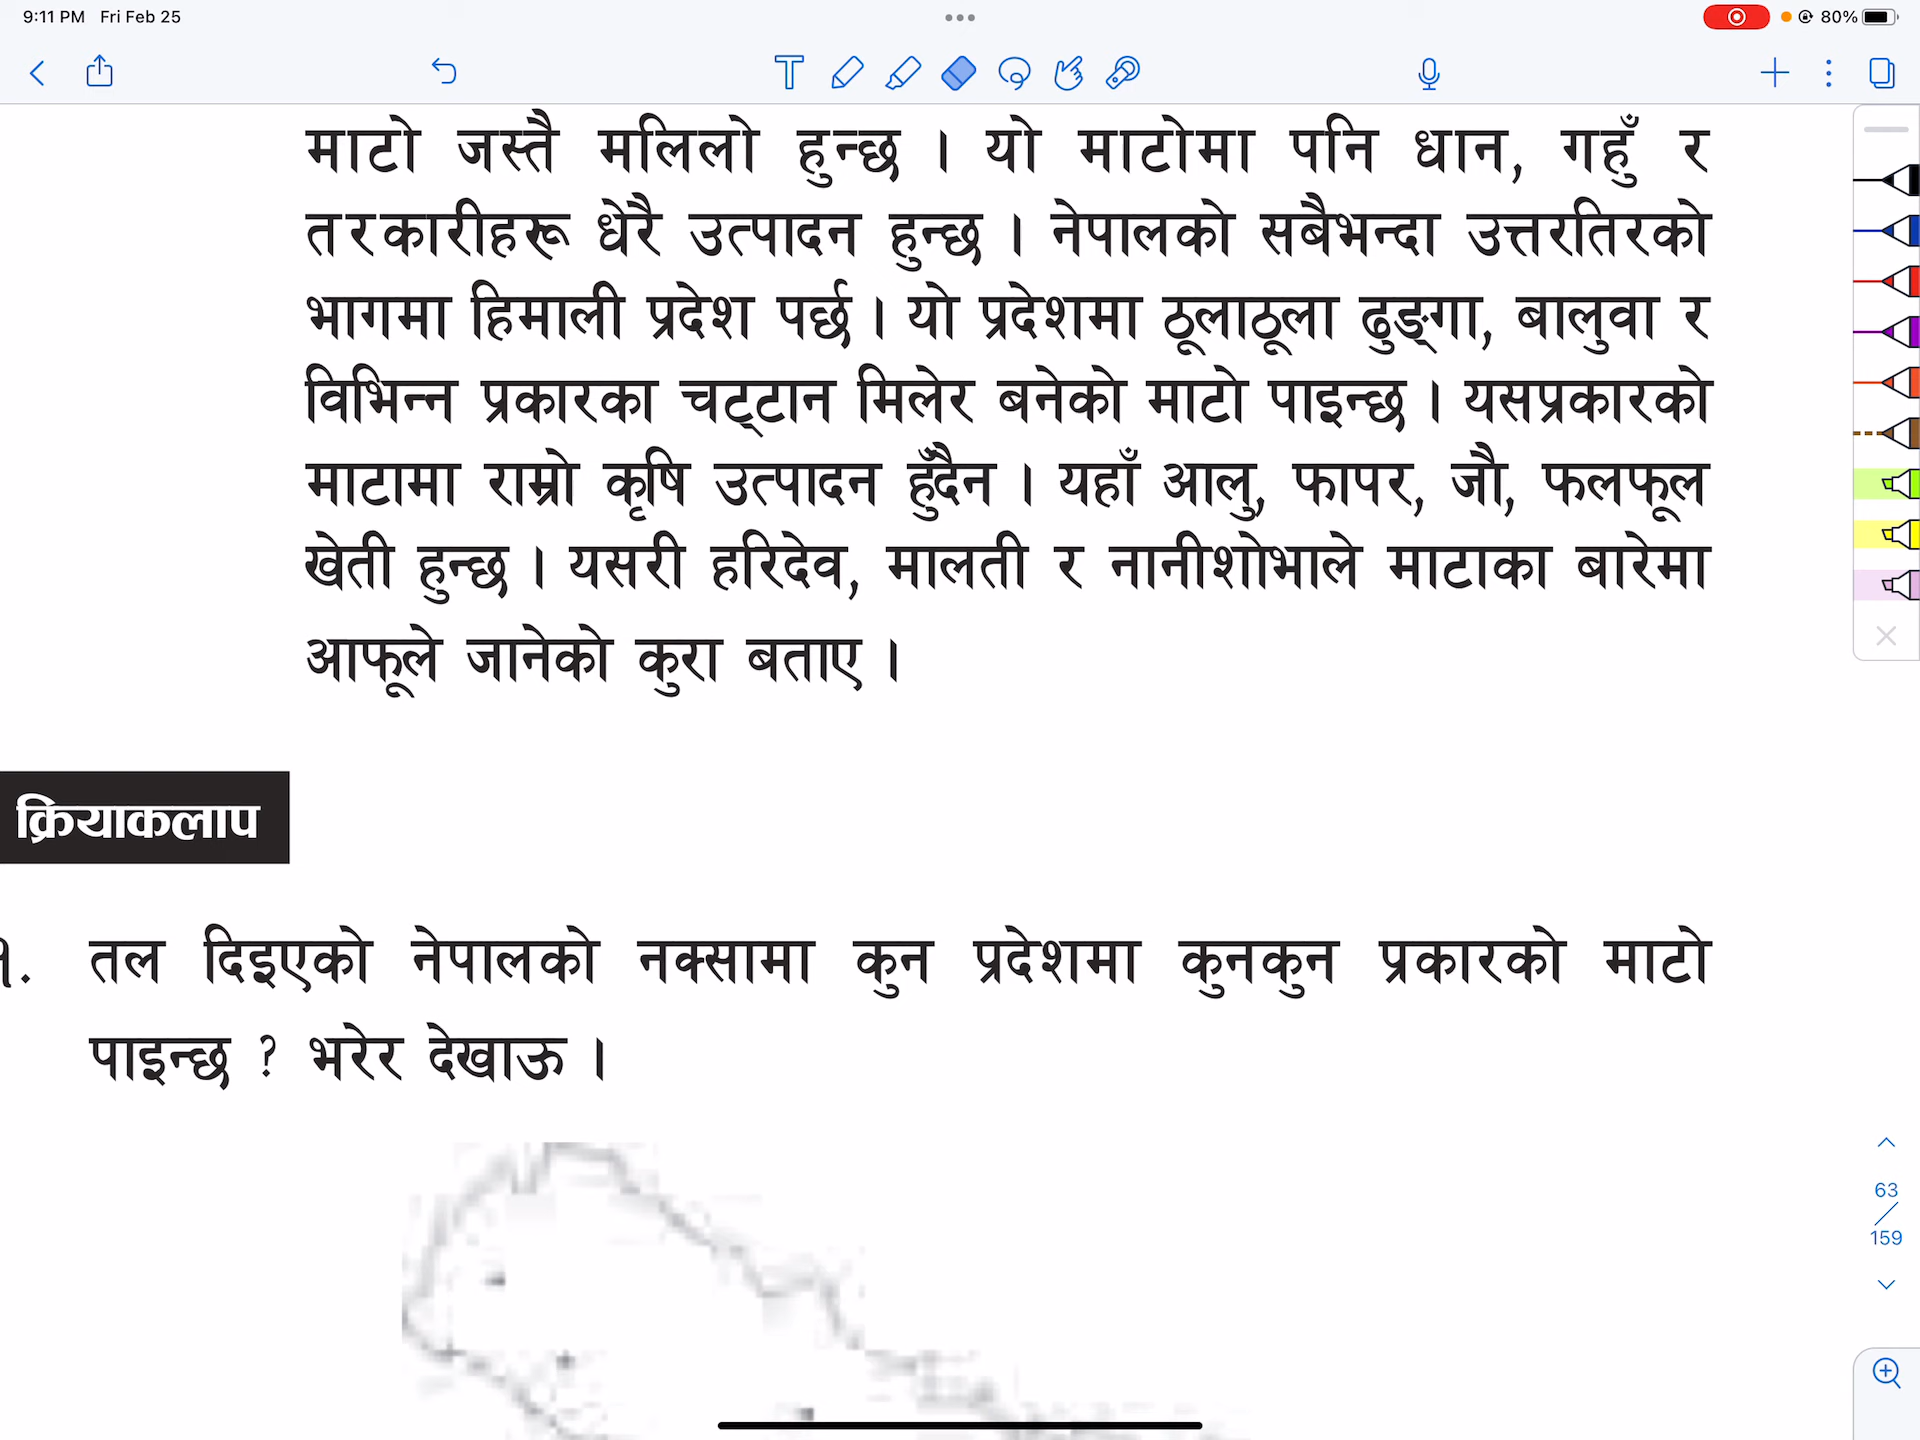 9:11 PM Fri Feb 25
80%
माटो जस्तै मलिलो हुन्छ । यो माटोमा पनि धान, गहुँ र
तरकारीहरू धेरै उत्पादन हुन्छ । नेपालको सबैभन्दा उत्तरतिरको
भागमा हिमाली प्रदेश पर्छ । यो प्रदेशमा ठूलाठूला ढुङ्गा, बालुवा र
विभिन्न प्रकारका चट्टान मिलेर बनेको माटो पाइन्छ । यसप्रकारको
माटामा राम्रो कृषि उत्पादन हुँदैन । यहाँ आलु, फापर, जौ, फलफूल
खेती हुन्छ । यसरी हरिदेव, मालती र नानीशोभाले माटाका बारेमा
आफूले जानेको कुरा बताए ।
क्रियाकलाप
१. तल दिइएको नेपालको नक्सामा कुन प्रदेशमा कुनकुन प्रकारको माटो
पाइन्छ ? भरेर देखाऊ ।
63
159